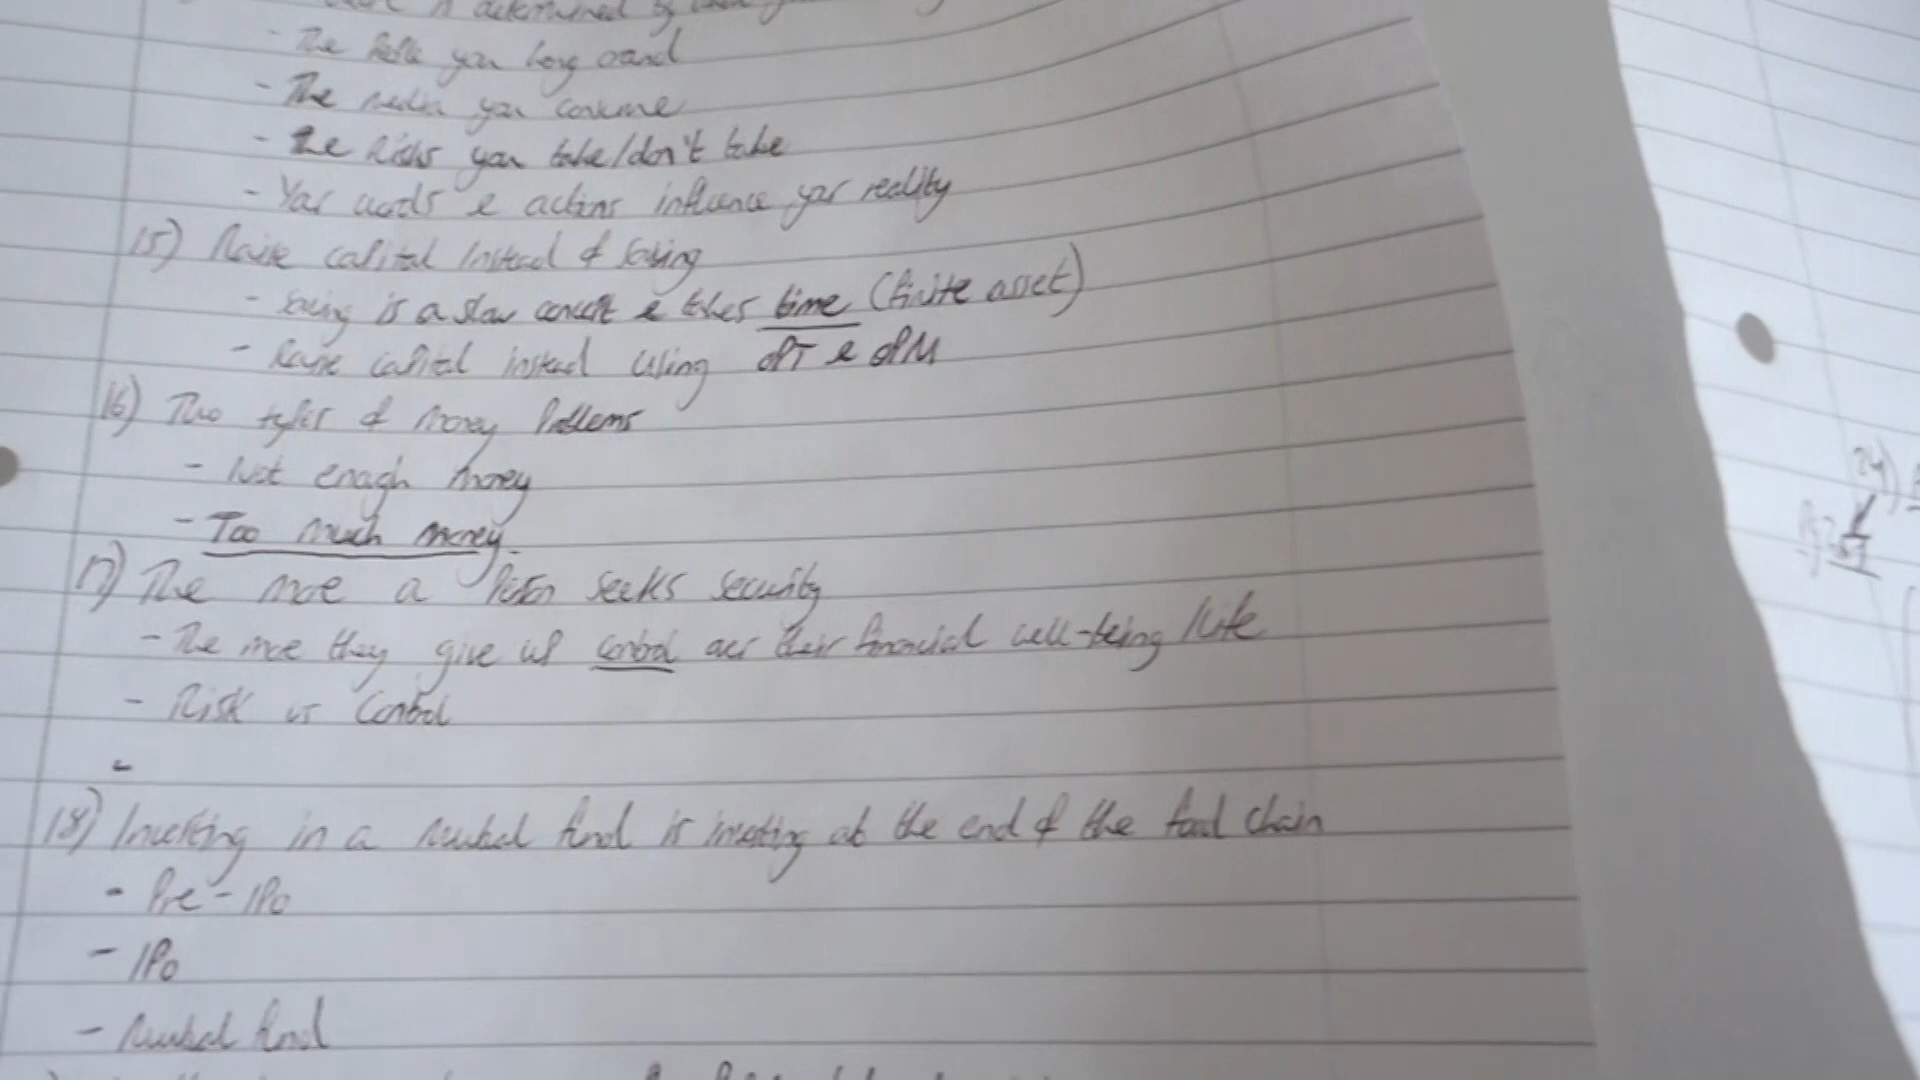 is determined by
- The people you hang around
- The media you consume
- The Risks you take/don't take
- Your words & actions influence your reality
15) Raise capital Instead of Saving
- Saving is a slow concept & takes time (finite asset)
- Raise capital instead using OPT & OPM
16) Two types of Money Problems
- Not enough money
- Too much money.
17) The more a Person seeks security
- The more they give up control over their financial well-being/life
- Risk vs Control
-
18) Investing in a Mutual fund is investing at the end of the food chain
- Pre-IPO
- IPO
- Mutual fund
24)